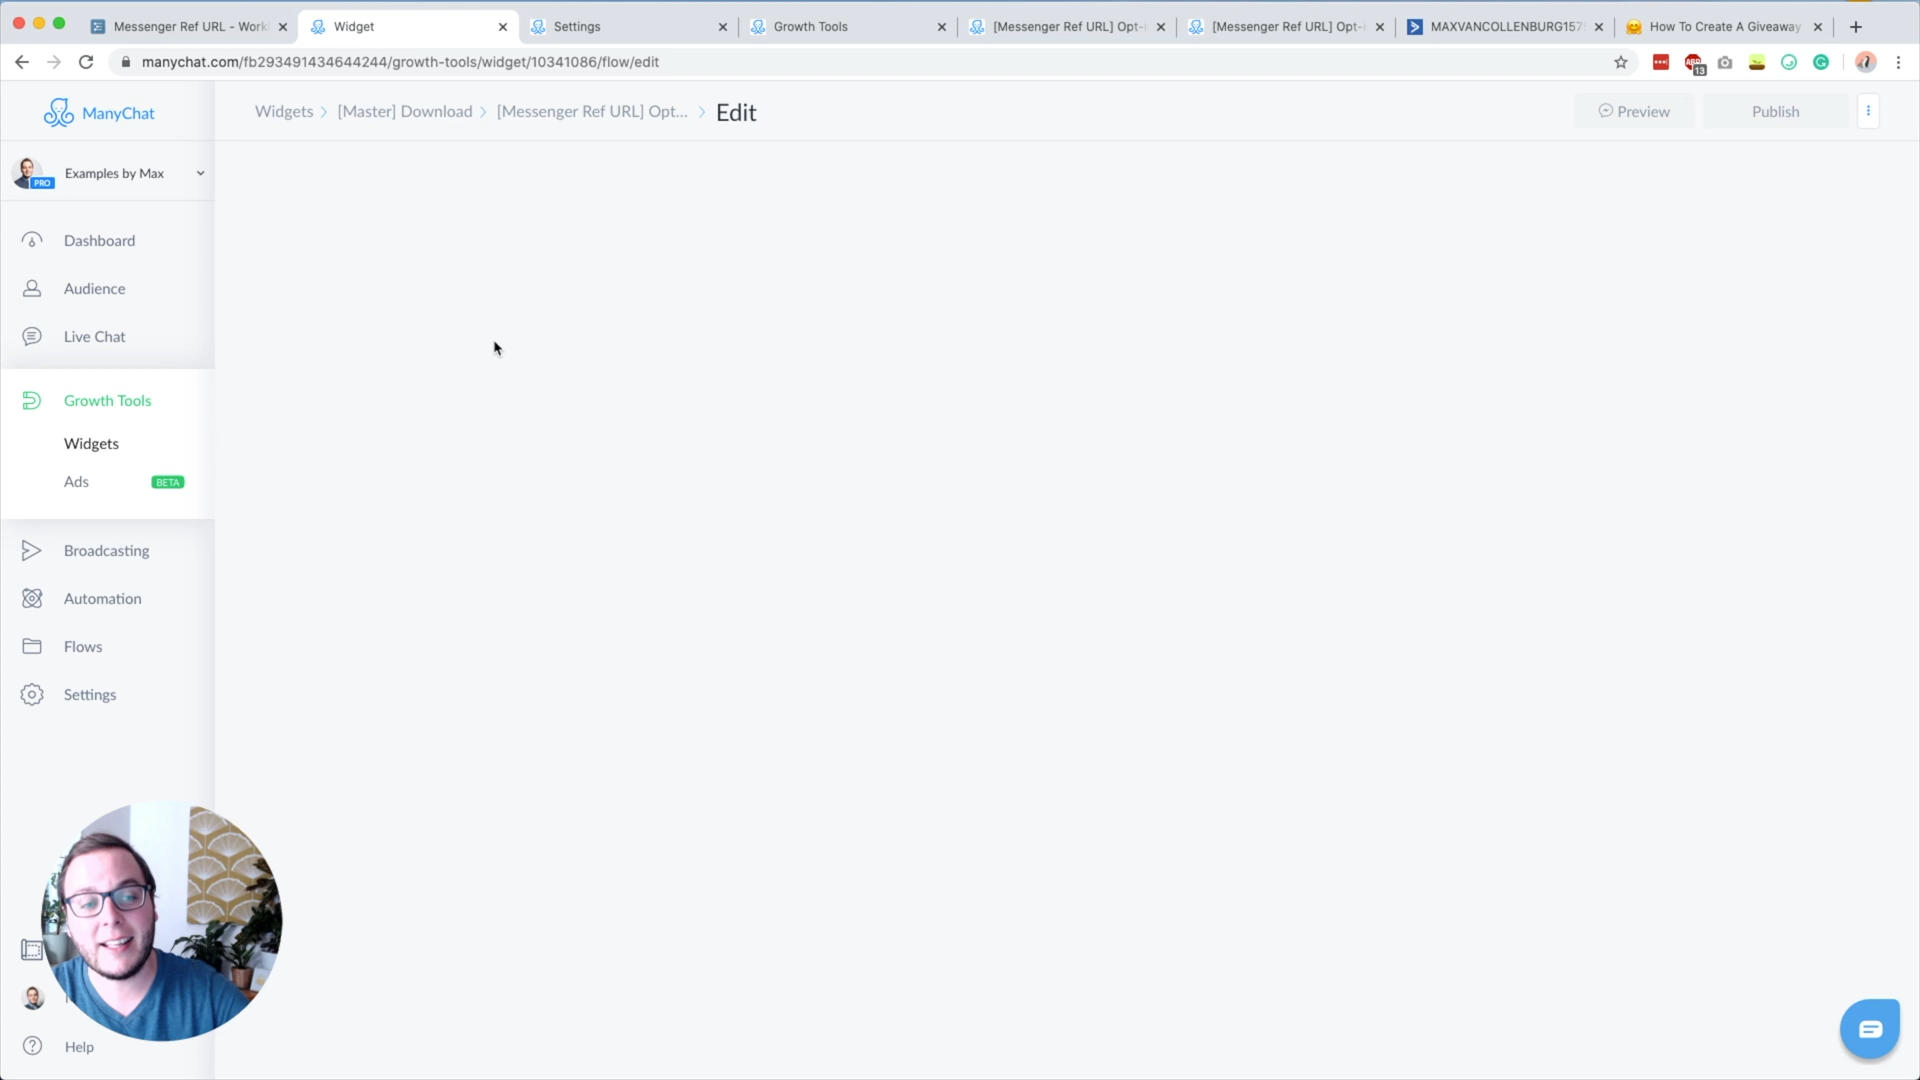 Messenger Ref URL - Work
Widget
Settings
Growth Tools
[Messenger Ref URL] Opt-
[Messenger Ref URL] Opt-
MAXVANCOLLENBURG157
How To Create A Giveaway
manychat.com/fb293491434644244/growth-tools/widget/10341086/flow/edit
ABP
13
ManyChat
Widgets > [Master] Download > [Messenger Ref URL] Opt... > Edit
Preview
Publish
PRO
Examples by Max
Dashboard
Audience
Live Chat
Growth Tools
Widgets
Ads
BETA
Broadcasting
Automation
Flows
Settings
Help